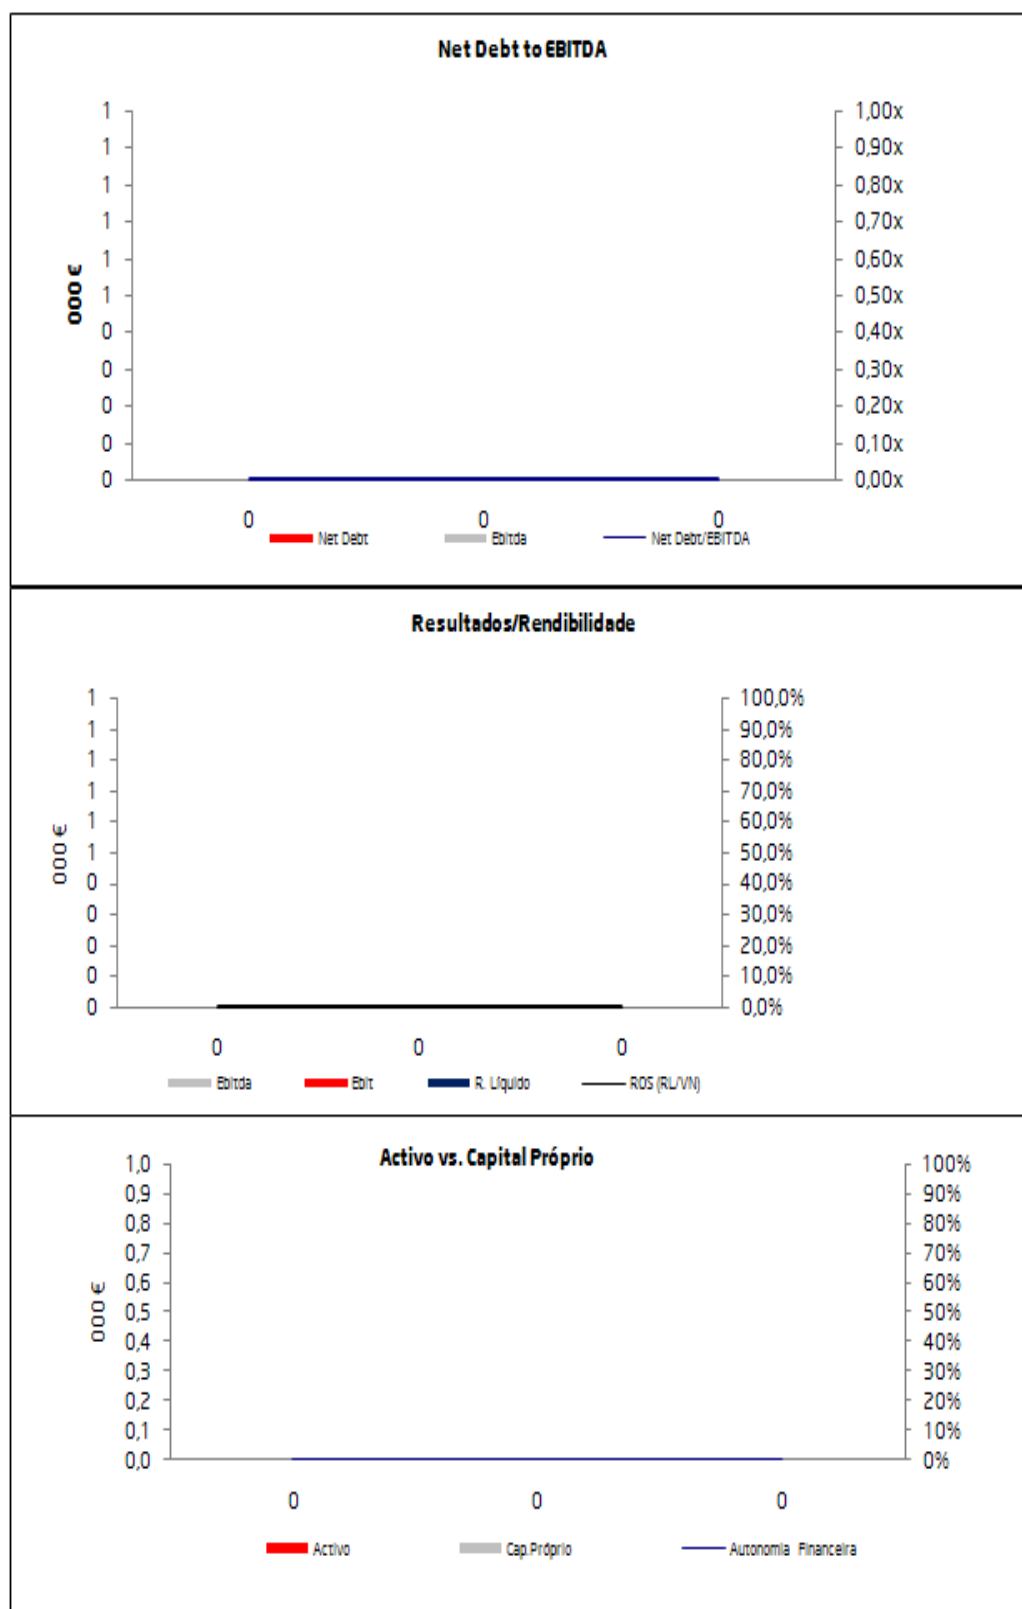 Net Debt to EBITDA
1 1,00x
1 0,90x
1 0,80x
1 0,70x
1 0,60x
1 0,50x
0 0,40x
0 0,30x
0 0,20x
0 0,10x
0 0,00x
000 €
0 0 0
Net Debt Ebitda Net Debt/EBITDA
Resultados/Rendibilidade
1 100,0%
1 90,0%
1 80,0%
1 70,0%
1 60,0%
1 50,0%
0 40,0%
0 30,0%
0 20,0%
0 10,0%
0 0,0%
000 €
0 0 0
Ebitda Ebit R. Líquido ROS (RL/VN)
Activo vs. Capital Próprio
1,0 100%
0,9 90%
0,8 80%
0,7 70%
0,6 60%
0,5 50%
0,4 40%
0,3 30%
0,2 20%
0,1 10%
0,0 0%
000 €
0 0 0
Activo Cap.Próprio Autonomia Financeira